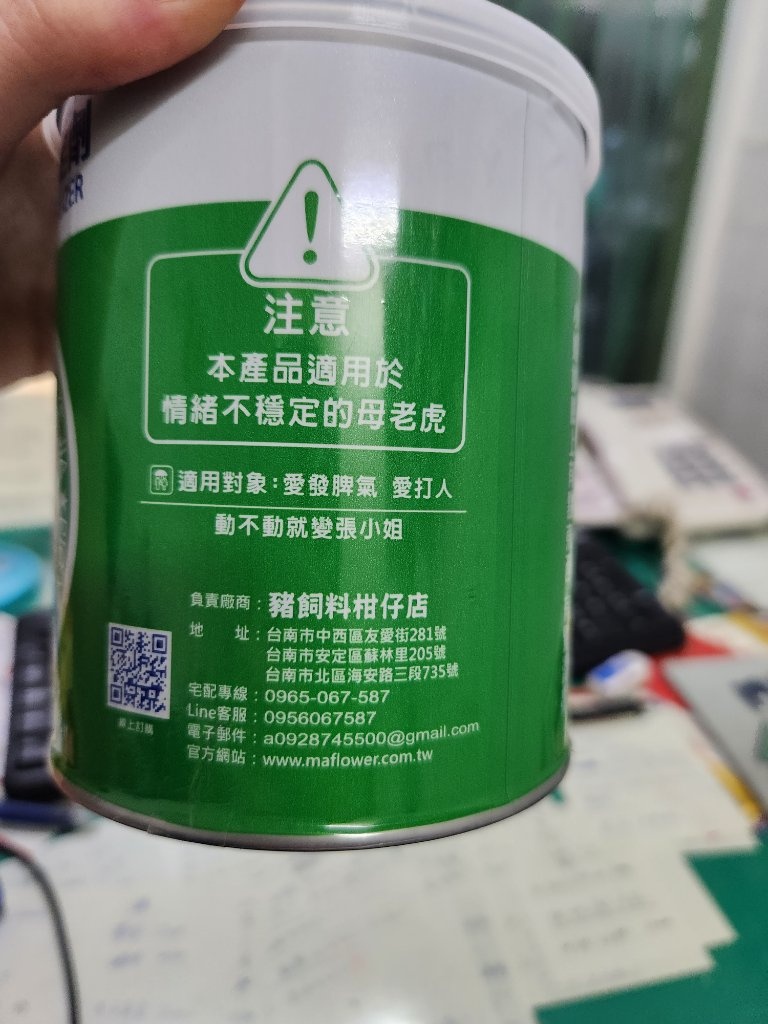 注意
本產品適用於
情緒不穩定的母老虎
適用對象：愛發脾氣 愛打人
動不動就變張小姐
負責廠商：豬飼料柑仔店
地 址：台南市中西區友愛街281號
台南市安定區蘇林里205號
台南市北區海安路三段735號
宅配專線：0965-067-587
Line客服：0956067587
電子郵件：a0928745500@gmail.com
官方網站：www.maflower.com.tw
線上訂購